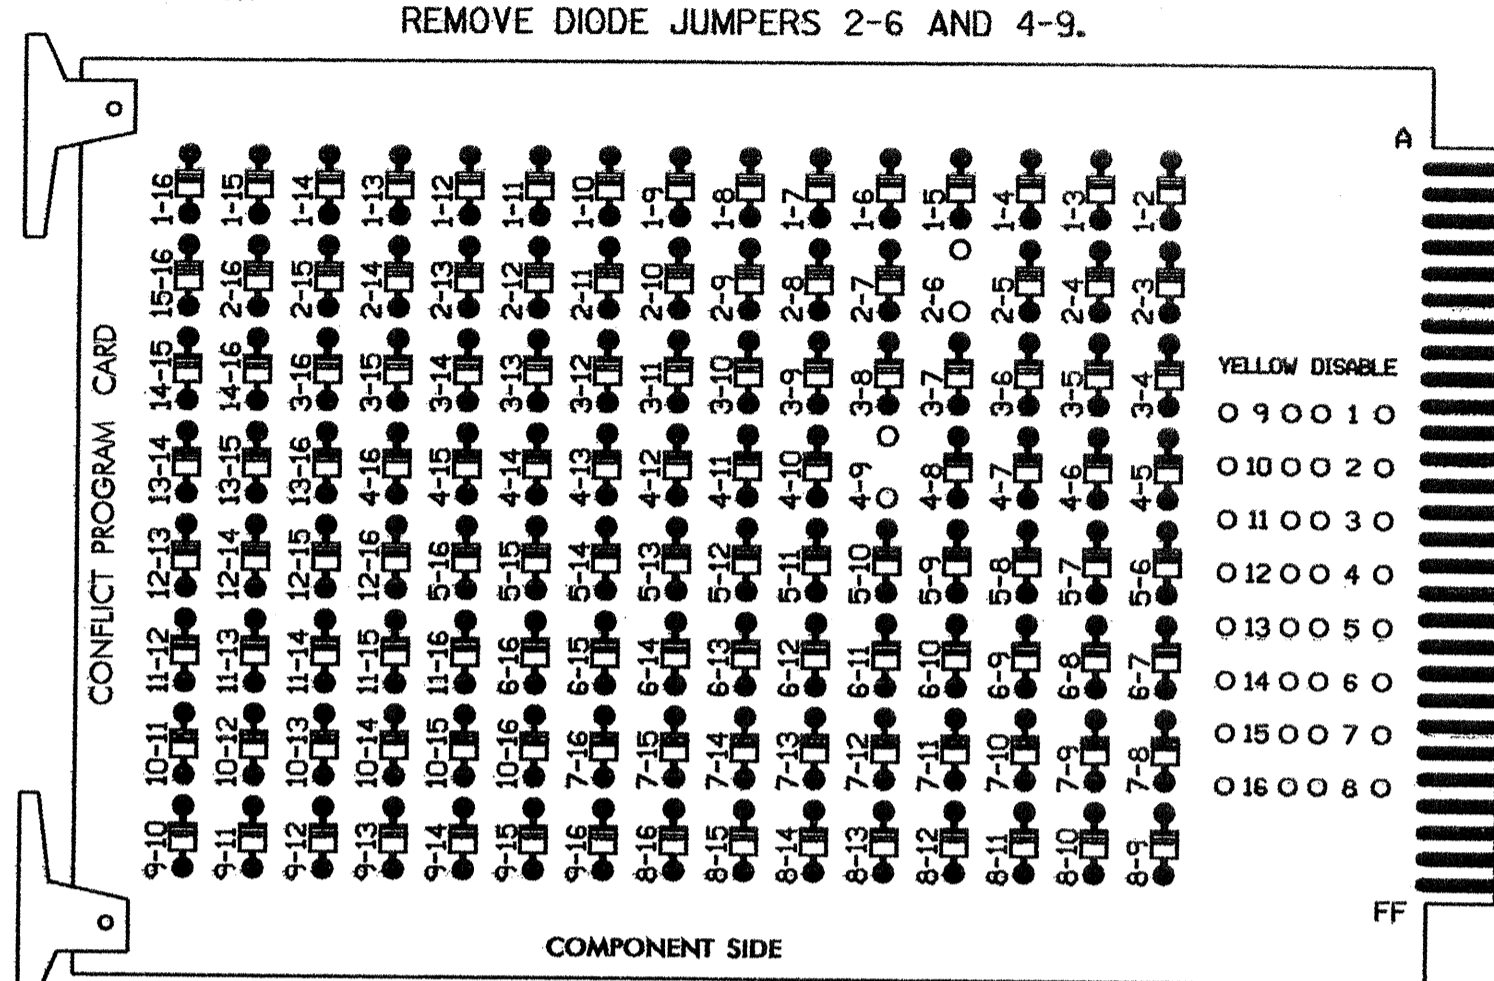 REMOVE DIODE JUMPERS 2-6 AND 4-9.
A
CONFLICT PROGRAM CARD
1-16 1-15 1-14 1-13 1-12 1-11 1-10 1-9 1-8 1-7 1-6 1-5 1-4 1-3 1-2
15-16 2-16 2-15 2-14 2-13 2-12 2-11 2-10 2-9 2-8 2-7 2-6 2-5 2-4 2-3
14-15 14-16 3-16 3-15 3-14 3-13 3-12 3-11 3-10 3-9 3-8 3-7 3-6 3-5 3-4
13-14 13-15 13-16 4-16 4-15 4-14 4-13 4-12 4-11 4-10 4-9 4-8 4-7 4-6 4-5
12-13 12-14 12-15 12-16 5-16 5-15 5-14 5-13 5-12 5-11 5-10 5-9 5-8 5-7 5-6
11-12 11-13 11-14 11-15 11-16 6-16 6-15 6-14 6-13 6-12 6-11 6-10 6-9 6-8 6-7
10-11 10-12 10-13 10-14 10-15 10-16 7-16 7-15 7-14 7-13 7-12 7-11 7-10 7-9 7-8
9-10 9-11 9-12 9-13 9-14 9-15 9-16 8-16 8-15 8-14 8-13 8-12 8-11 8-10 8-9
YELLOW DISABLE
9 1
10 2
11 3
12 4
13 5
14 6
15 7
16 8
FF
COMPONENT SIDE